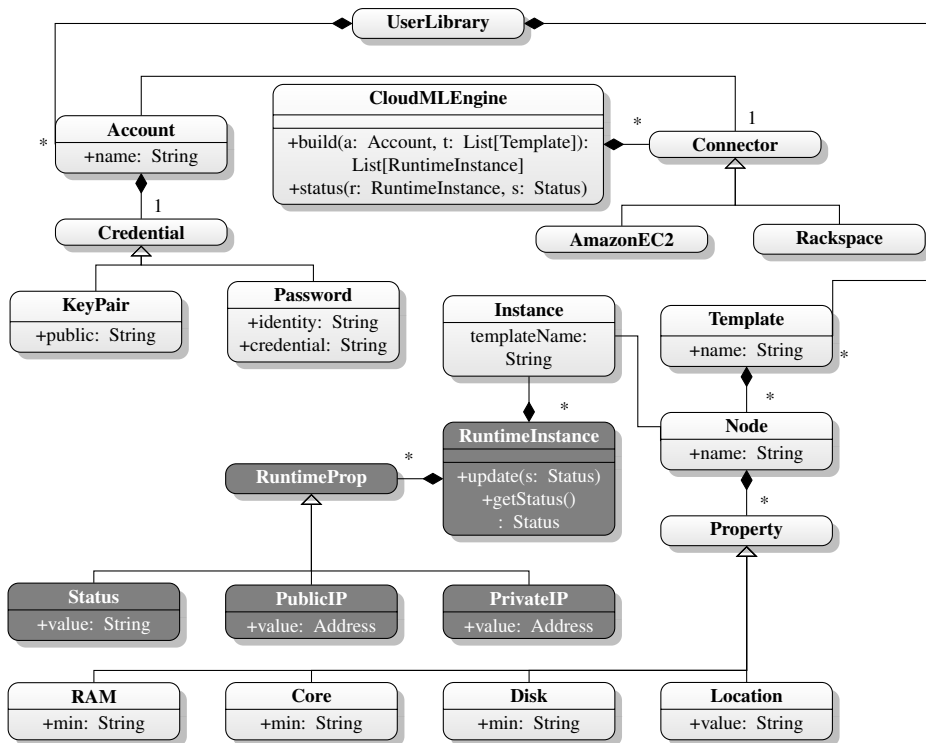 UserLibrary
CloudMLEngine
+build(a: Account, t: List[Template]):
List[RuntimeInstance]
+status(r: RuntimeInstance, s: Status)
*
1
Connector
*
Account
+name: String
1
Credential
AmazonEC2
Rackspace
KeyPair
+public: String
Password
+identity: String
+credential: String
Instance
templateName:
String
Template
+name: String
*
*
*
Node
+name: String
RuntimeInstance
+update(s: Status)
+getStatus()
: Status
*
RuntimeProp
*
Property
Status
+value: String
PublicIP
+value: Address
PrivateIP
+value: Address
RAM
+min: String
Core
+min: String
Disk
+min: String
Location
+value: String